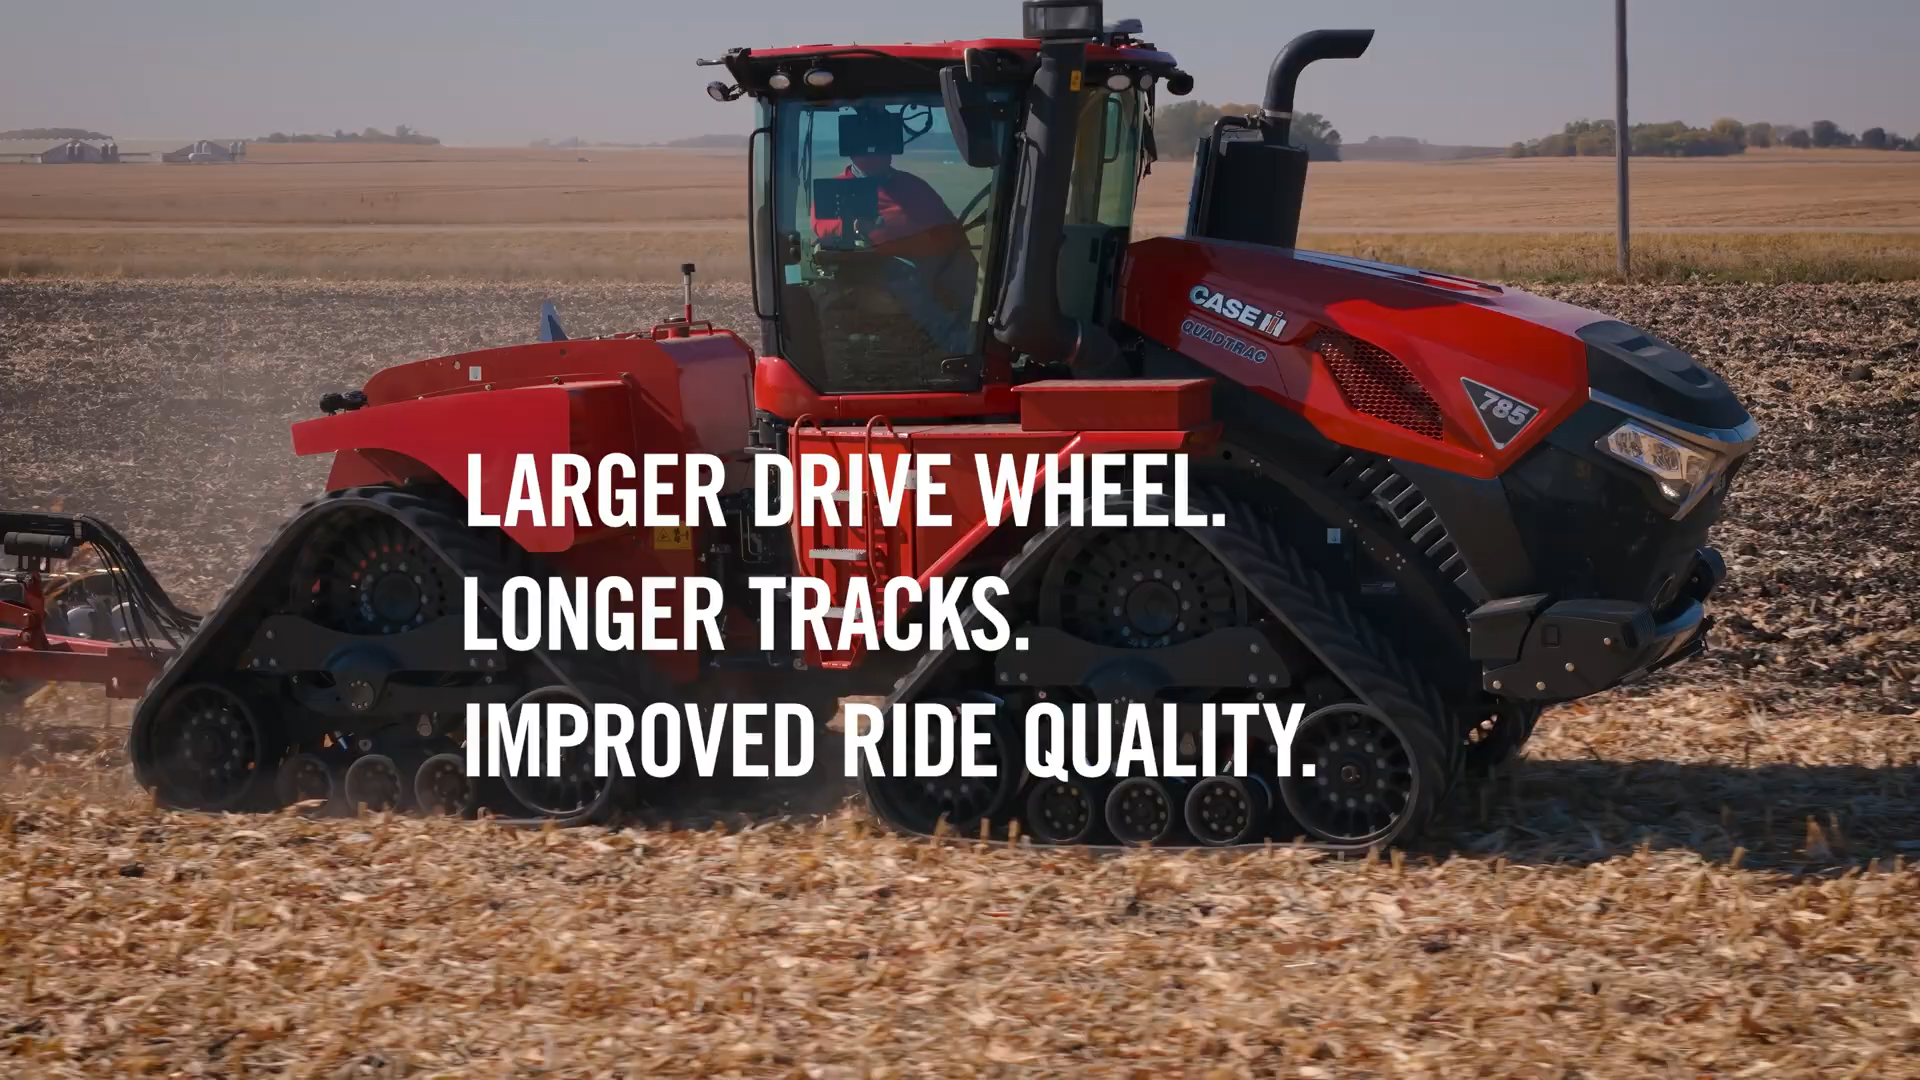 CASE IH
QUADTRAC
785
LARGER DRIVE WHEEL.
LONGER TRACKS.
IMPROVED RIDE QUALITY.